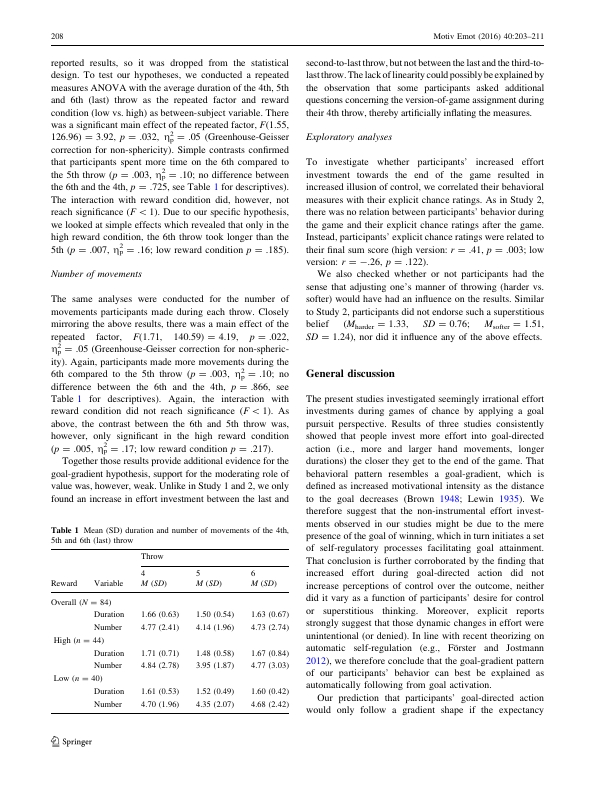 208
Motiv Emot (2016) 40:203–211
reported results, so it was dropped from the statistical
design. To test our hypotheses, we conducted a repeated
measures ANOVA with the average duration of the 4th, 5th
and 6th (last) throw as the repeated factor and reward
condition (low vs. high) as between-subject variable. There
was a significant main effect of the repeated factor, F(1.55,
126.96) = 3.92, p = .032, η²p = .05 (Greenhouse-Geisser
correction for non-sphericity). Simple contrasts confirmed
that participants spent more time on the 6th compared to
the 5th throw (p = .003, η²p = .10; no difference between
the 6th and the 4th, p = .725, see Table 1 for descriptives).
The interaction with reward condition did, however, not
reach significance (F < 1). Due to our specific hypothesis,
we looked at simple effects which revealed that only in the
high reward condition, the 6th throw took longer than the
5th (p = .007, η²p = .16; low reward condition p = .185).
Number of movements
The same analyses were conducted for the number of
movements participants made during each throw. Closely
mirroring the above results, there was a main effect of the
repeated factor, F(1.71, 140.59) = 4.19, p = .022,
η²p = .05 (Greenhouse-Geisser correction for non-spheric-
ity). Again, participants made more movements during the
6th compared to the 5th throw (p = .003, η²p = .10; no
difference between the 6th and the 4th, p = .866, see
Table 1 for descriptives). Again, the interaction with
reward condition did not reach significance (F < 1). As
above, the contrast between the 6th and 5th throw was,
however, only significant in the high reward condition
(p = .005, η²p = .17; low reward condition p = .217).
Together those results provide additional evidence for the
goal-gradient hypothesis, support for the moderating role of
value was, however, weak. Unlike in Study 1 and 2, we only
found an increase in effort investment between the last and
Table 1 Mean (SD) duration and number of movements of the 4th,
5th and 6th (last) throw
Throw
4 5 6
Reward Variable M (SD) M (SD) M (SD)
Overall (N = 84)
Duration 1.66 (0.63) 1.50 (0.54) 1.63 (0.67)
Number 4.77 (2.41) 4.14 (1.96) 4.73 (2.74)
High (n = 44)
Duration 1.71 (0.71) 1.48 (0.58) 1.67 (0.84)
Number 4.84 (2.78) 3.95 (1.87) 4.77 (3.03)
Low (n = 40)
Duration 1.61 (0.53) 1.52 (0.49) 1.60 (0.42)
Number 4.70 (1.96) 4.35 (2.07) 4.68 (2.42)
second-to-last throw, but not between the last and the third-to-
last throw. The lack of linearity could possibly be explained by
the observation that some participants asked additional
questions concerning the version-of-game assignment during
their 4th throw, thereby artificially inflating the measures.
Exploratory analyses
To investigate whether participants' increased effort
investment towards the end of the game resulted in
increased illusion of control, we correlated their behavioral
measures with their explicit chance ratings. As in Study 2,
there was no relation between participants' behavior during
the game and their explicit chance ratings after the game.
Instead, participants' explicit chance ratings were related to
their final sum score (high version: r = .41, p = .003; low
version: r = −.26, p = .122).
We also checked whether or not participants had the
sense that adjusting one's manner of throwing (harder vs.
softer) would have had an influence on the results. Similar
to Study 2, participants did not endorse such a superstitious
belief (Mharder = 1.33, SD = 0.76; Msofter = 1.51,
SD = 1.24), nor did it influence any of the above effects.
General discussion
The present studies investigated seemingly irrational effort
investments during games of chance by applying a goal
pursuit perspective. Results of three studies consistently
showed that people invest more effort into goal-directed
action (i.e., more and larger hand movements, longer
durations) the closer they get to the end of the game. That
behavioral pattern resembles a goal-gradient, which is
defined as increased motivational intensity as the distance
to the goal decreases (Brown 1948; Lewin 1935). We
therefore suggest that the non-instrumental effort invest-
ments observed in our studies might be due to the mere
presence of the goal of winning, which in turn initiates a set
of self-regulatory processes facilitating goal attainment.
That conclusion is further corroborated by the finding that
increased effort during goal-directed action did not
increase perceptions of control over the outcome, neither
did it vary as a function of participants' desire for control
or superstitious thinking. Moreover, explicit reports
strongly suggest that those dynamic changes in effort were
unintentional (or denied). In line with recent theorizing on
automatic self-regulation (e.g., Förster and Jostmann
2012), we therefore conclude that the goal-gradient pattern
of our participants' behavior can best be explained as
automatically following from goal activation.
Our prediction that participants' goal-directed action
would only follow a gradient shape if the expectancy
Springer